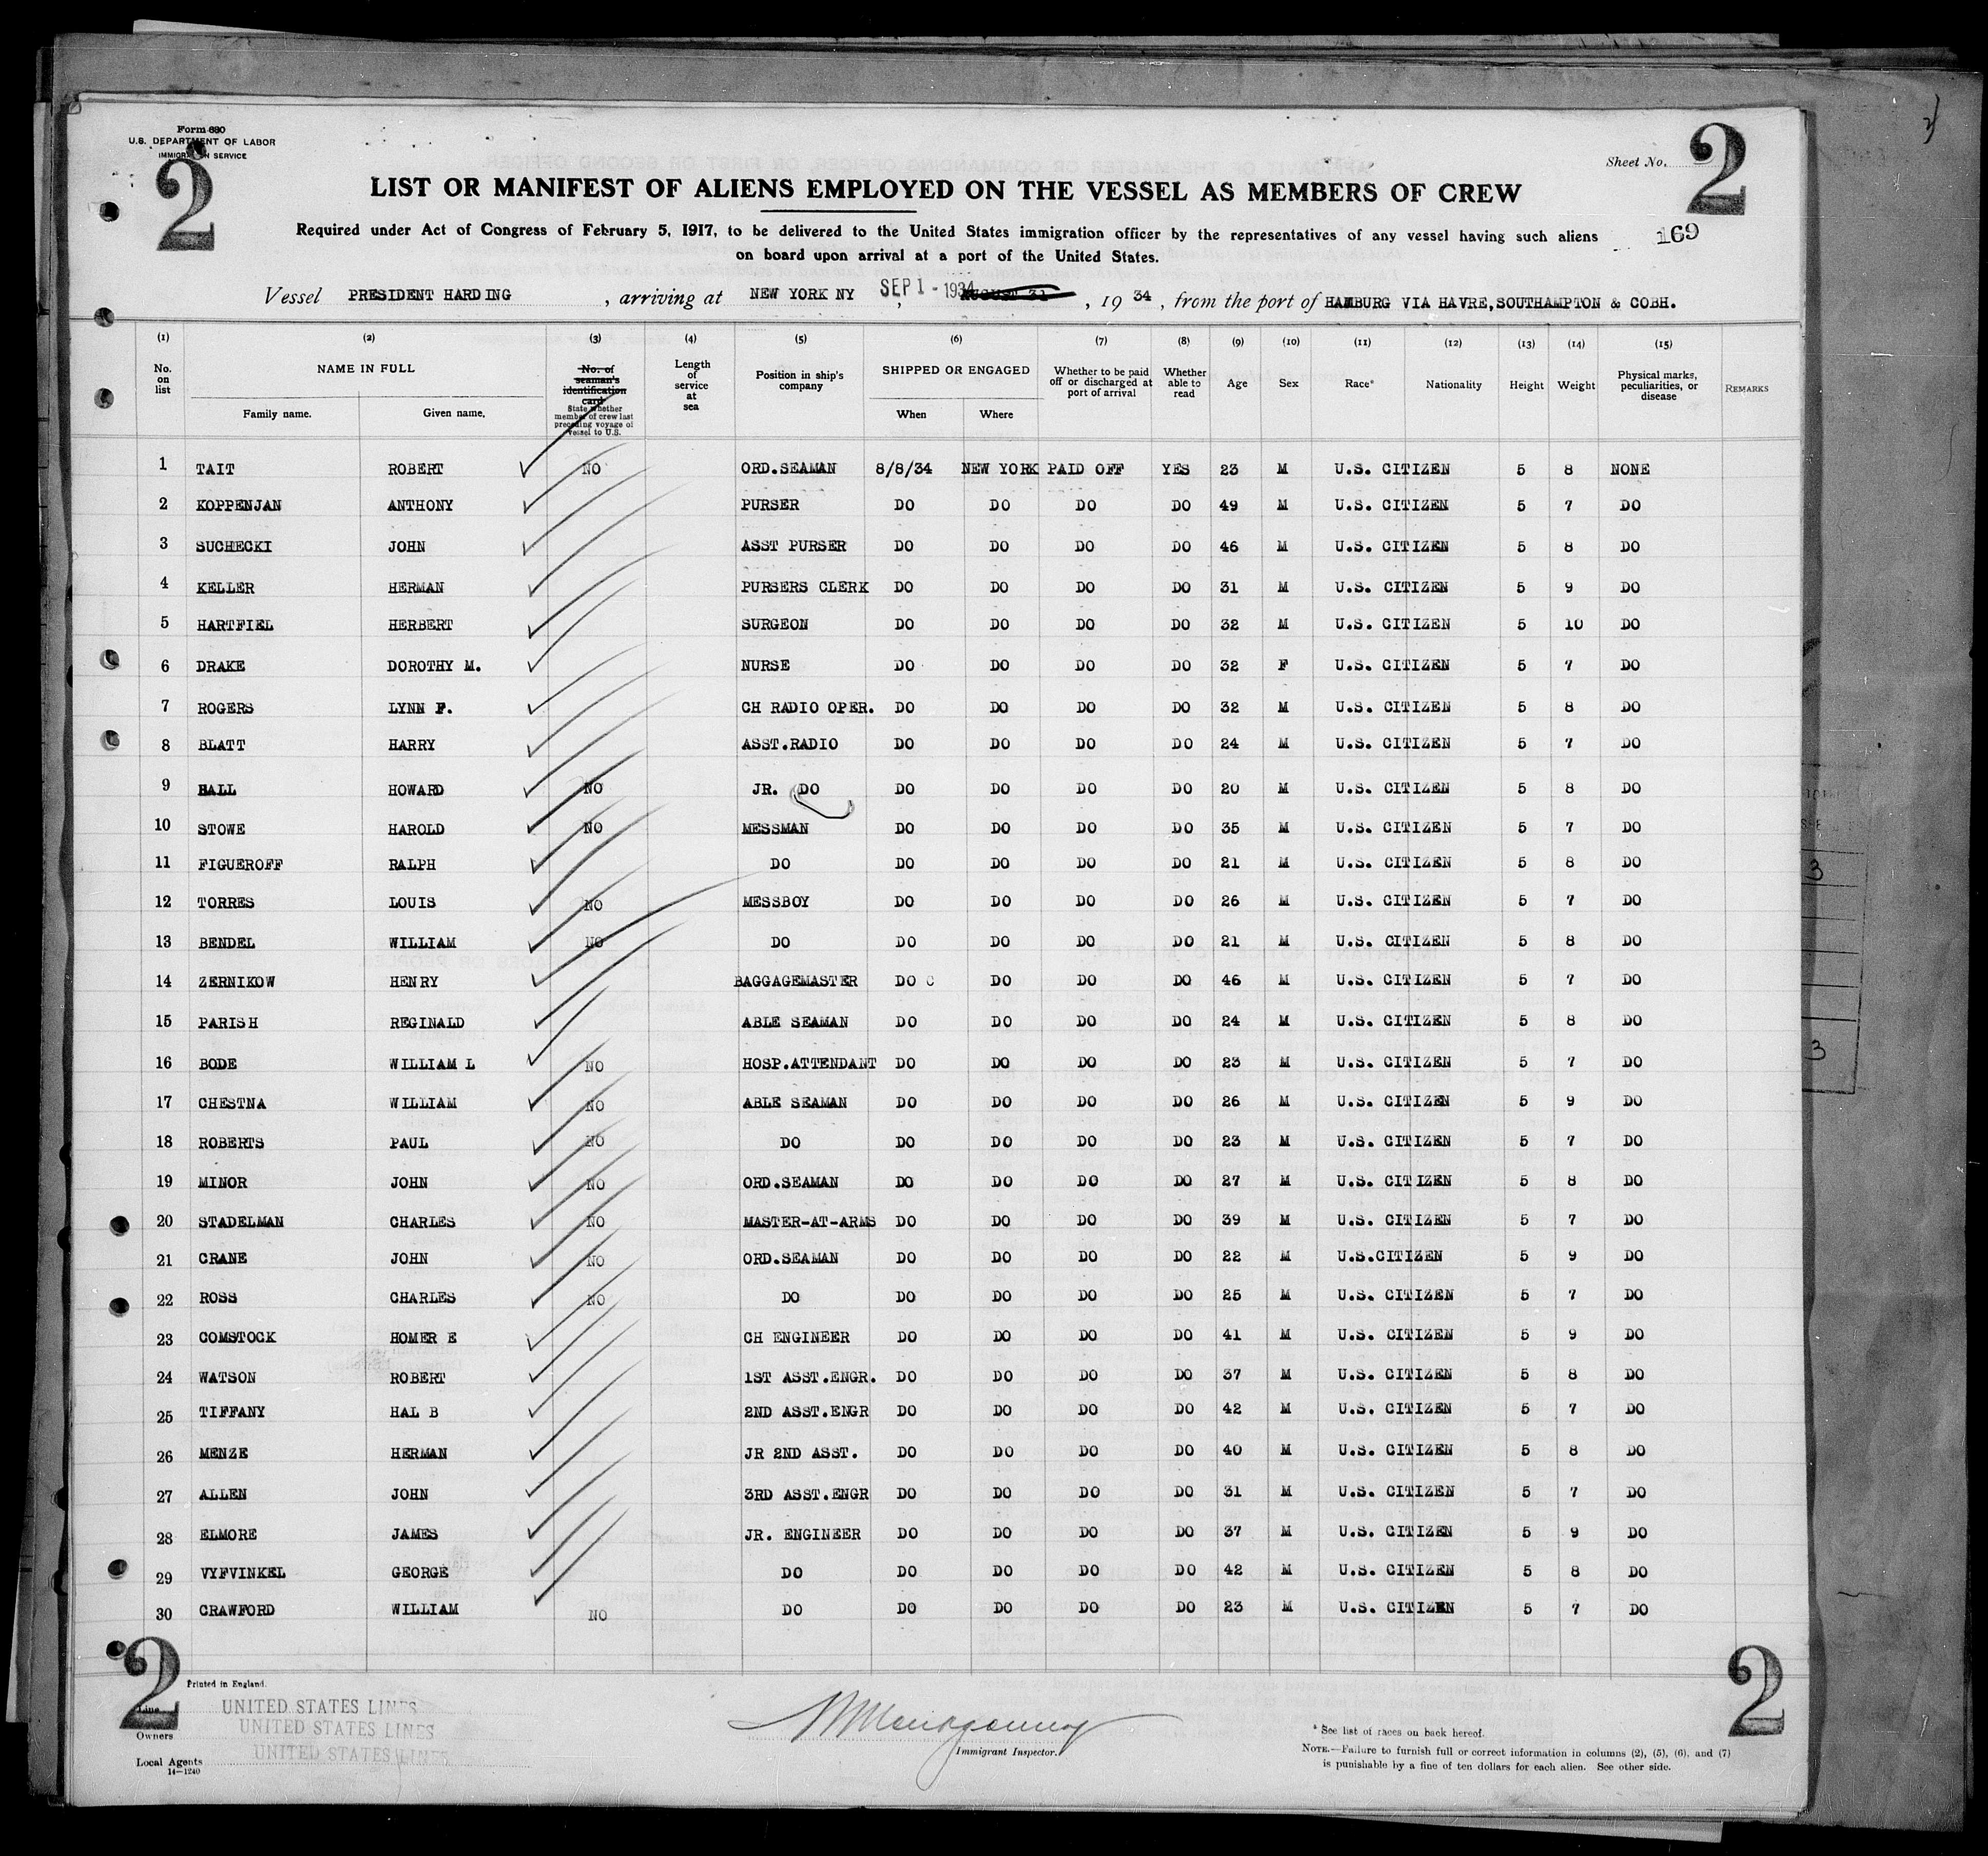 Form 680
U.S. DEPARTMENT OF LABOR
IMMIGRATION SERVICE
2
Sheet No. 2
LIST OR MANIFEST OF ALIENS EMPLOYED ON THE VESSEL AS MEMBERS OF CREW
Required under Act of Congress of February 5, 1917, to be delivered to the United States immigration officer by the representatives of any vessel having such aliens
on board upon arrival at a port of the United States.
169
Vessel PRESIDENT HARDING, arriving at NEW YORK NY SEP 1 - 1934 AUGUST 31, 19 34, from the port of HAMBURG VIA HAVRE, SOUTHAMPTON & COBH.
(1) (2) (3) (4) (5) (6) (7) (8) (9) (10) (11) (12) (13) (14) (15)
No. on list
NAME IN FULL
Family name. Given name.
No. of seaman's identification card
State whether member of crew last preceding voyage of vessel to U.S.
Length of service at sea
Position in ship's company
SHIPPED OR ENGAGED
When Where
Whether to be paid off or discharged at port of arrival
Whether able to read
Age Sex Race* Nationality Height Weight
Physical marks, peculiarities, or disease
REMARKS
1 TAIT ROBERT NO ORD.SEAMAN 8/8/34 NEW YORK PAID OFF YES 23 M U.S. CITIZEN 5 8 NONE
2 KOPPENJAN ANTHONY PURSER DO DO DO DO 49 M U.S. CITIZEN 5 7 DO
3 SUCHECKI JOHN ASST PURSER DO DO DO DO 46 M U.S. CITIZEN 5 8 DO
4 KELLER HERMAN PURSERS CLERK DO DO DO DO 31 M U.S. CITIZEN 5 9 DO
5 HARTFIEL HERBERT SURGEON DO DO DO DO 32 M U.S. CITIZEN 5 10 DO
6 DRAKE DOROTHY M. NURSE DO DO DO DO 32 F U.S. CITIZEN 5 7 DO
7 ROGERS LYNN F. CH RADIO OPER. DO DO DO DO 32 M U.S. CITIZEN 5 8 DO
8 BLATT HARRY ASST.RADIO DO DO DO DO 24 M U.S. CITIZEN 5 7 DO
9 HALL HOWARD NO JR. DO DO DO DO DO 20 M U.S. CITIZEN 5 8 DO
10 STOWE HAROLD NO MESSMAN DO DO DO DO 35 M U.S. CITIZEN 5 7 DO
11 FIGUEROFF RALPH DO DO DO DO DO 21 M U.S. CITIZEN 5 8 DO
12 TORRES LOUIS NO MESSBOY DO DO DO DO 26 M U.S. CITIZEN 5 7 DO
13 BENDEL WILLIAM NO DO DO DO DO DO 21 M U.S. CITIZEN 5 8 DO
14 ZERNIKOW HENRY BAGGAGEMASTER DO C DO DO DO 46 M U.S. CITIZEN 5 7 DO
15 PARISH REGINALD ABLE SEAMAN DO DO DO DO 24 M U.S. CITIZEN 5 8 DO
16 BODE WILLIAM L NO HOSP.ATTENDANT DO DO DO DO 23 M U.S. CITIZEN 5 7 DO
17 CHESTNA WILLIAM NO ABLE SEAMAN DO DO DO DO 26 M U.S. CITIZEN 5 9 DO
18 ROBERTS PAUL NO DO DO DO DO DO 23 M U.S. CITIZEN 5 7 DO
19 MINOR JOHN NO ORD.SEAMAN DO DO DO DO 27 M U.S. CITIZEN 5 8 DO
20 STADELMAN CHARLES NO MASTER-AT-ARMS DO DO DO DO 39 M U.S. CITIZEN 5 7 DO
21 CRANE JOHN NO ORD.SEAMAN DO DO DO DO 22 M U.S.CITIZEN 5 9 DO
22 ROSS CHARLES NO DO DO DO DO DO 25 M U.S. CITIZEN 5 7 DO
23 COMSTOCK HOMER E CH ENGINEER DO DO DO DO 41 M U.S. CITIZEN 5 9 DO
24 WATSON ROBERT 1ST ASST.ENGR. DO DO DO DO 37 M U.S. CITIZEN 5 8 DO
25 TIFFANY HAL B 2ND ASST.ENGR DO DO DO DO 42 M U.S. CITIZEN 5 7 DO
26 MENZE HERMAN JR 2ND ASST. DO DO DO DO 40 M U.S. CITIZEN 5 8 DO
27 ALLEN JOHN 3RD ASST.ENGR DO DO DO DO 31 M U.S. CITIZEN 5 7 DO
28 ELMORE JAMES JR. ENGINEER DO DO DO DO 37 M U.S. CITIZEN 5 9 DO
29 VYFVINKEL GEORGE DO DO DO DO DO 42 M U.S. CITIZEN 5 8 DO
30 CRAWFORD WILLIAM NO DO DO DO DO DO 23 M U.S. CITIZEN 5 7 DO
2
2
Printed in England.
Line UNITED STATES LINES
Owners UNITED STATES LINES
Local Agents UNITED STATES LINES
14—1240
Immigrant Inspector.
* See list of races on back hereof.
NOTE.—Failure to furnish full or correct information in columns (2), (5), (6), and (7)
is punishable by a fine of ten dollars for each alien. See other side.
3
3